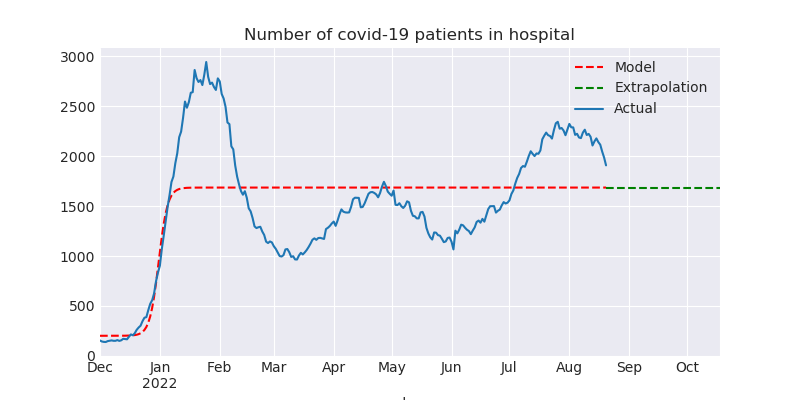 Number of covid-19 patients in hospital
3000
2500
2000
1500
1000
500
0
Model
Extrapolation
Actual
Dec Jan Feb Mar Apr May Jun Jul Aug Sep Oct
2022